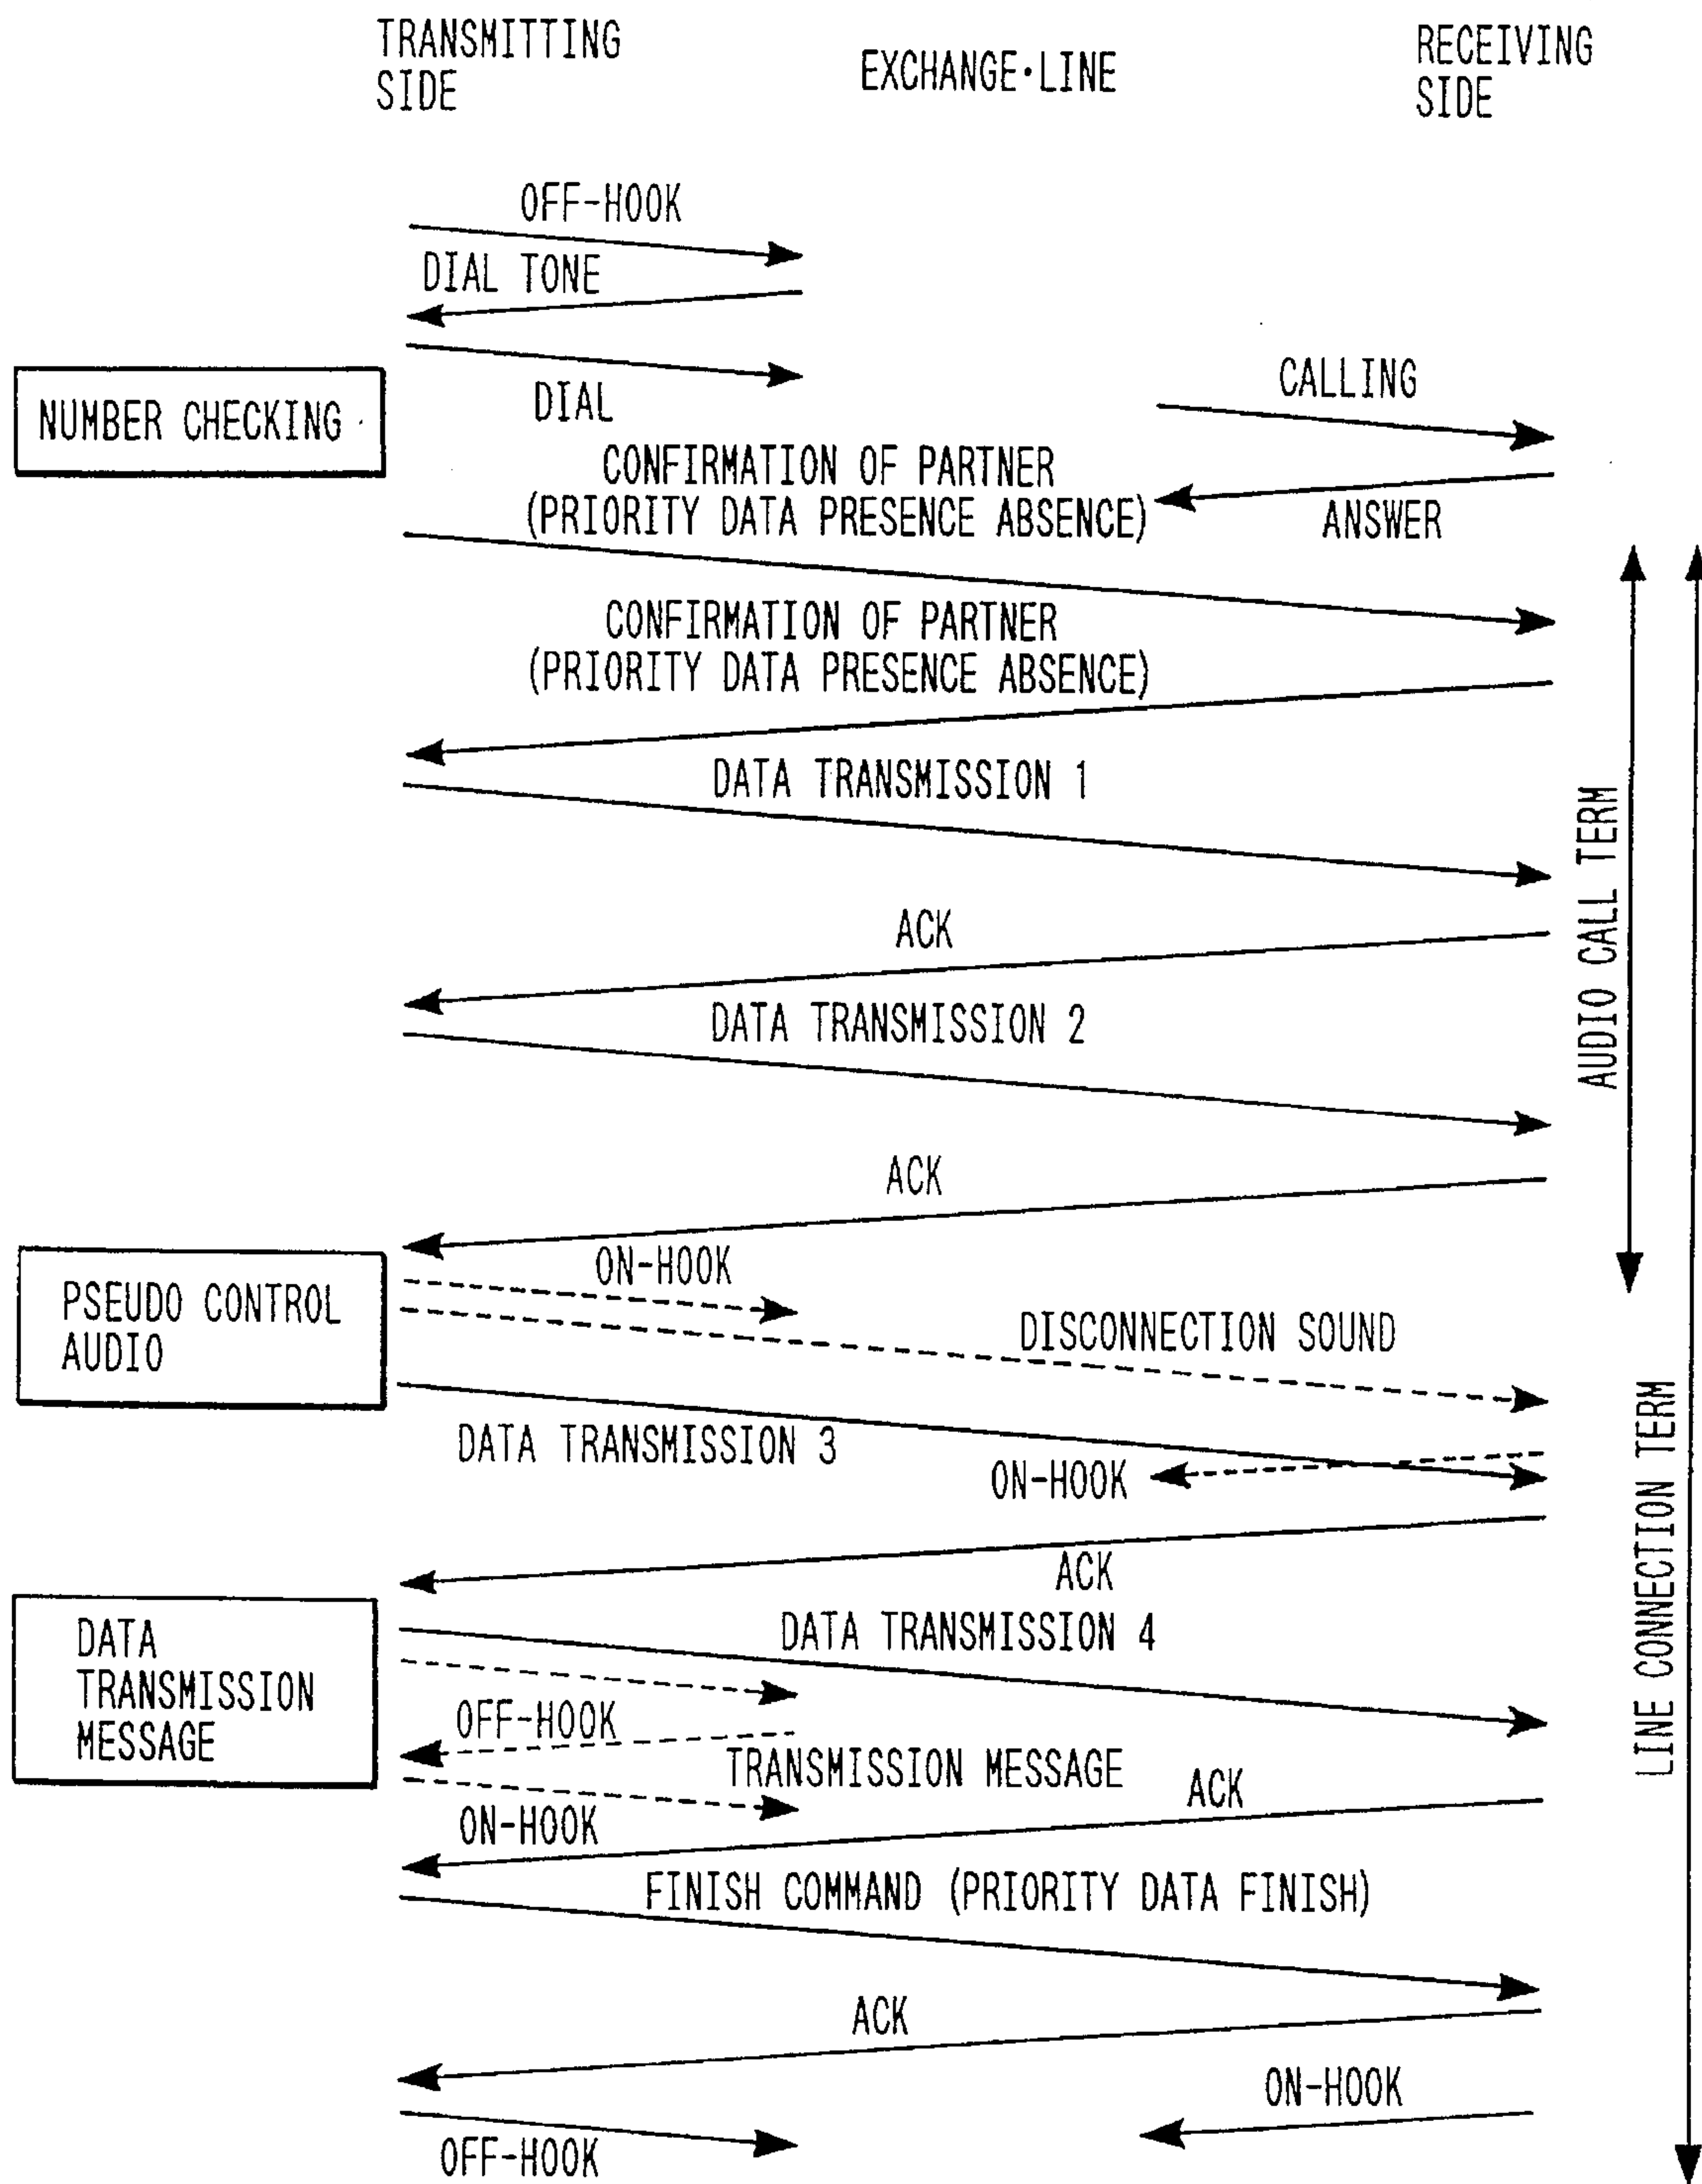 TRANSMITTING
SIDE
EXCHANGE·LINE
RECEIVING
SIDE
OFF-HOOK
DIAL TONE
DIAL
CALLING
NUMBER CHECKING
CONFIRMATION OF PARTNER
(PRIORITY DATA PRESENCE ABSENCE)
ANSWER
CONFIRMATION OF PARTNER
(PRIORITY DATA PRESENCE ABSENCE)
DATA TRANSMISSION 1
ACK
DATA TRANSMISSION 2
AUDIO CALL TERM
ACK
ON-HOOK
PSEUDO CONTROL
AUDIO
DISCONNECTION SOUND
DATA TRANSMISSION 3
ON-HOOK
ACK
LINE CONNECTION TERM
DATA
TRANSMISSION
MESSAGE
DATA TRANSMISSION 4
OFF-HOOK
TRANSMISSION MESSAGE
ACK
ON-HOOK
FINISH COMMAND (PRIORITY DATA FINISH)
ACK
ON-HOOK
OFF-HOOK